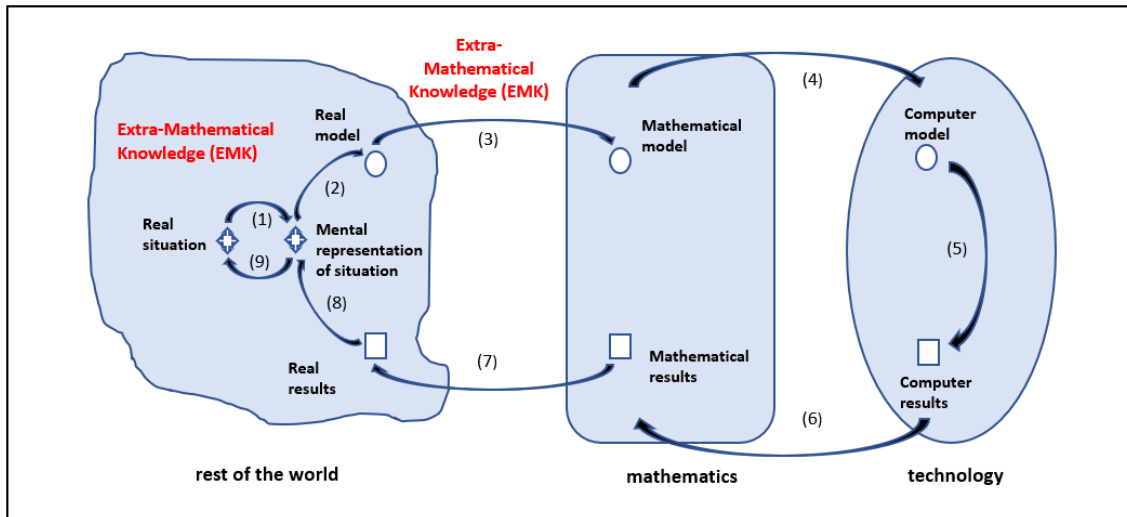 Extra-
Mathematical
Knowledge (EMK)
(4)
Extra-Mathematical
Knowledge (EMK)
Real
model
(3)
Mathematical
model
Computer
model
(2)
(1)
Real
situation
Mental
representation
of situation
(5)
(9)
(8)
Real
results
(7)
Mathematical
results
Computer
results
(6)
rest of the world
mathematics
technology